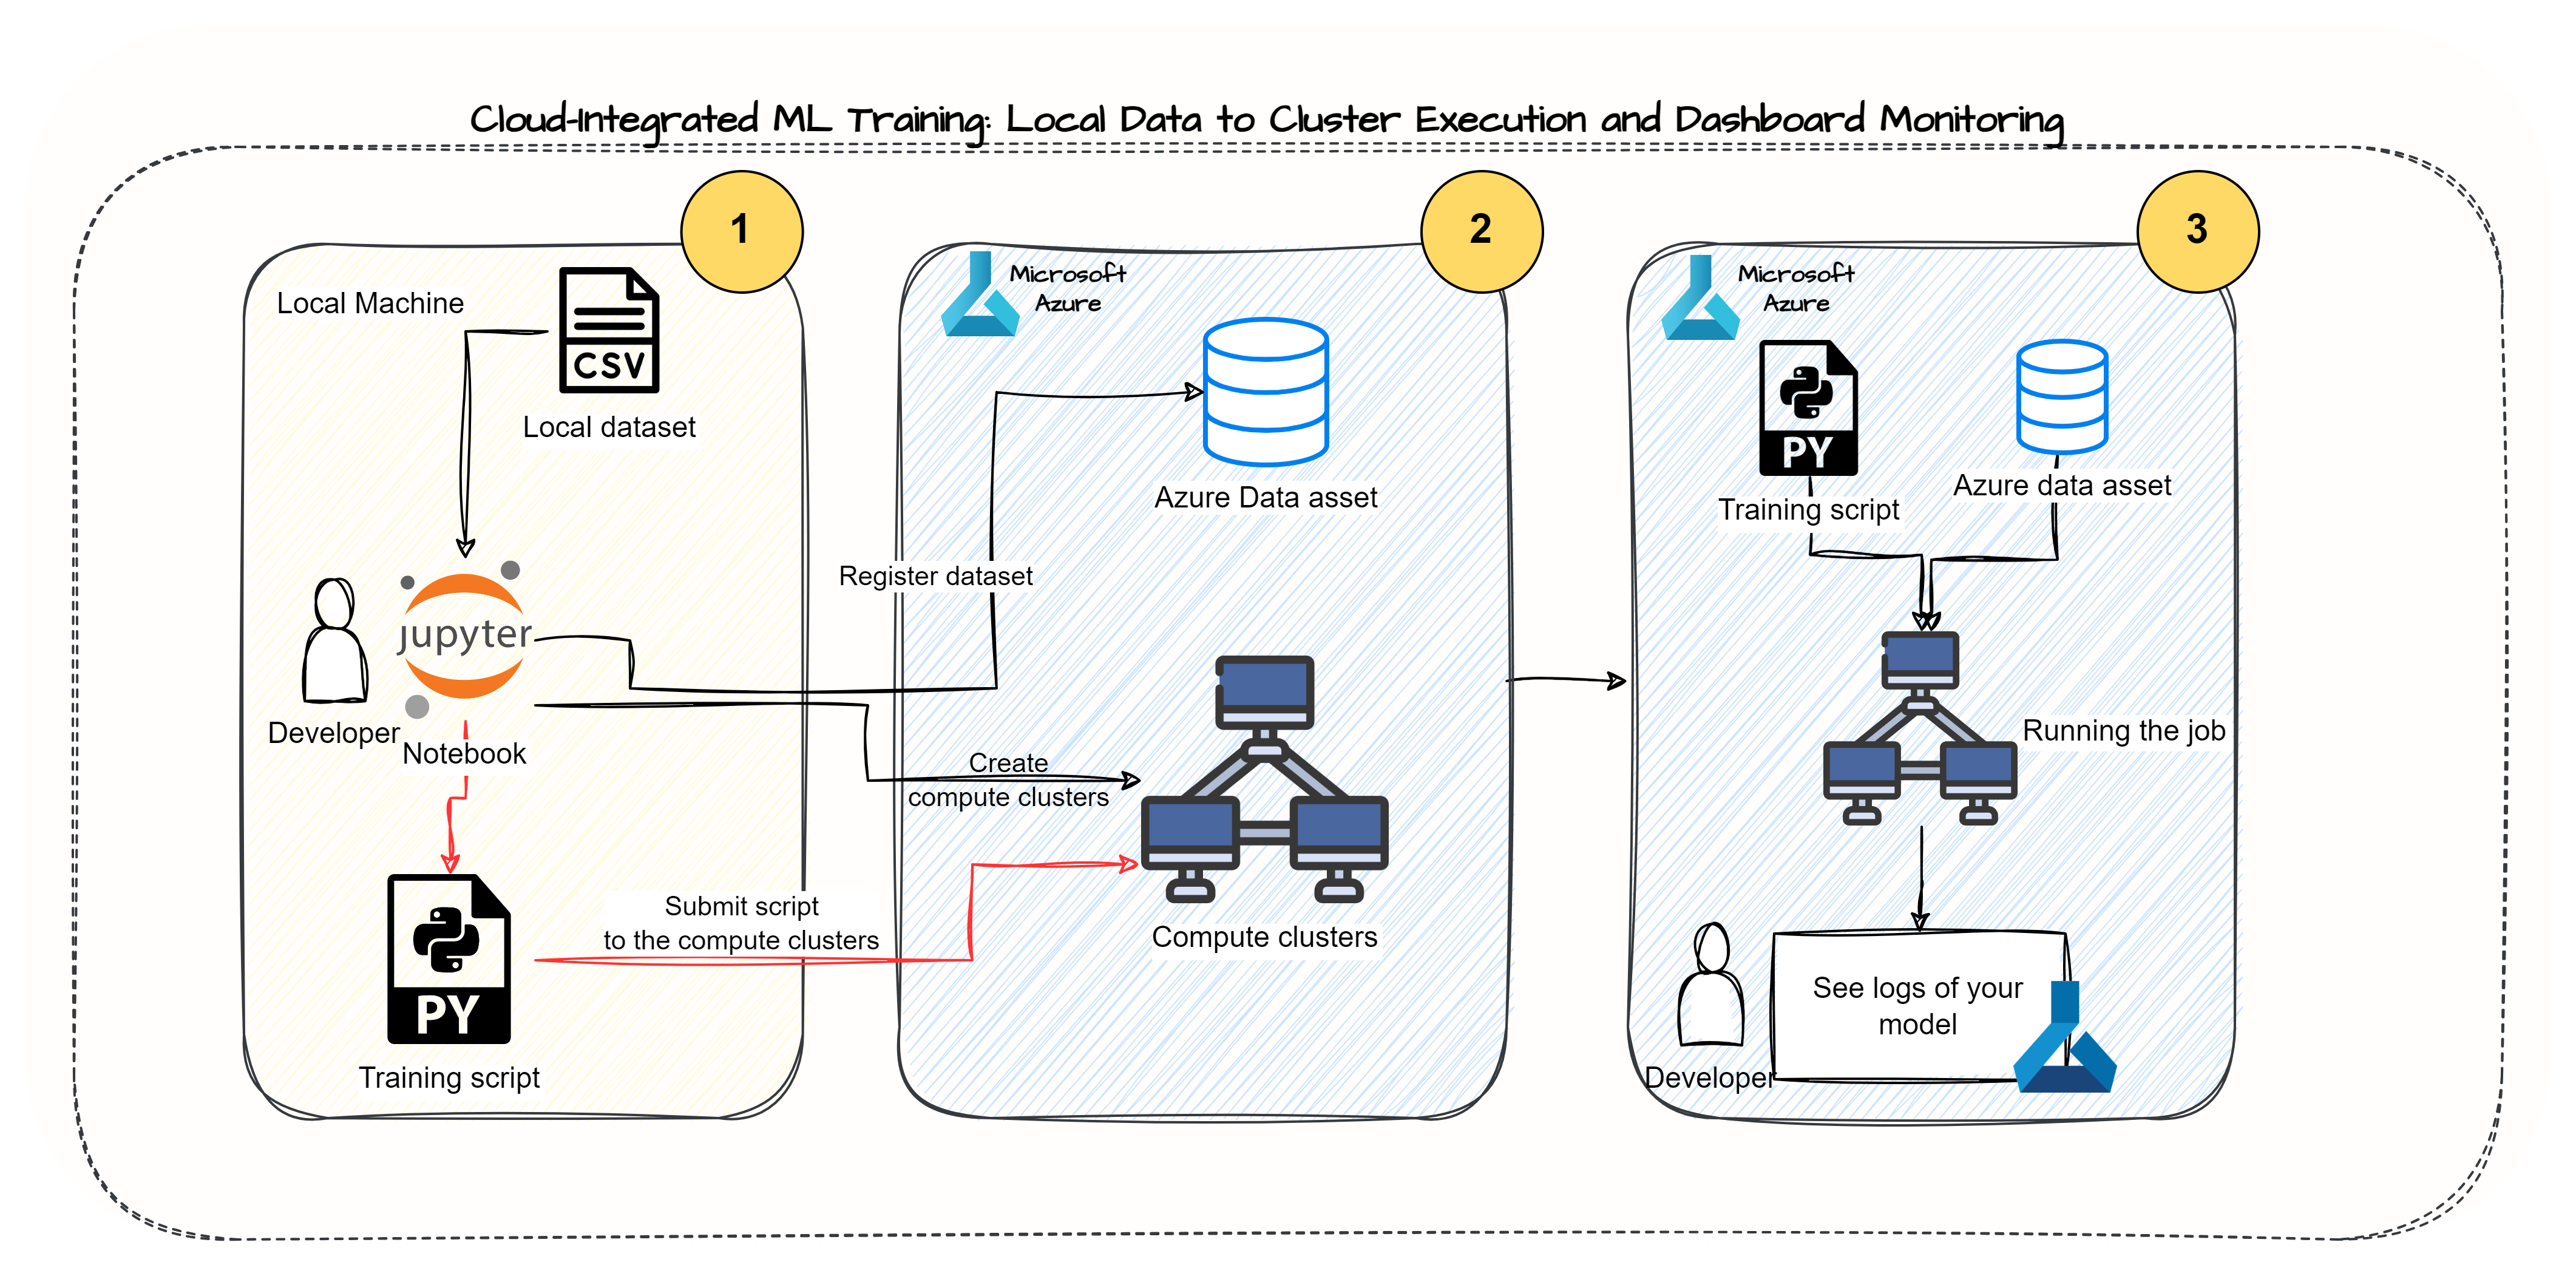 Cloud-Integrated ML Training: Local Data to Cluster Execution and Dashboard Monitoring
1
Local Machine
CSV
Local dataset
jupyter
Developer
Notebook
PY
Training script
Register dataset
Create
compute clusters
Submit script
to the compute clusters
2
Microsoft
Azure
Azure Data asset
Compute clusters
3
Microsoft
Azure
PY
Training script
Azure data asset
Running the job
See logs of your
model
Developer